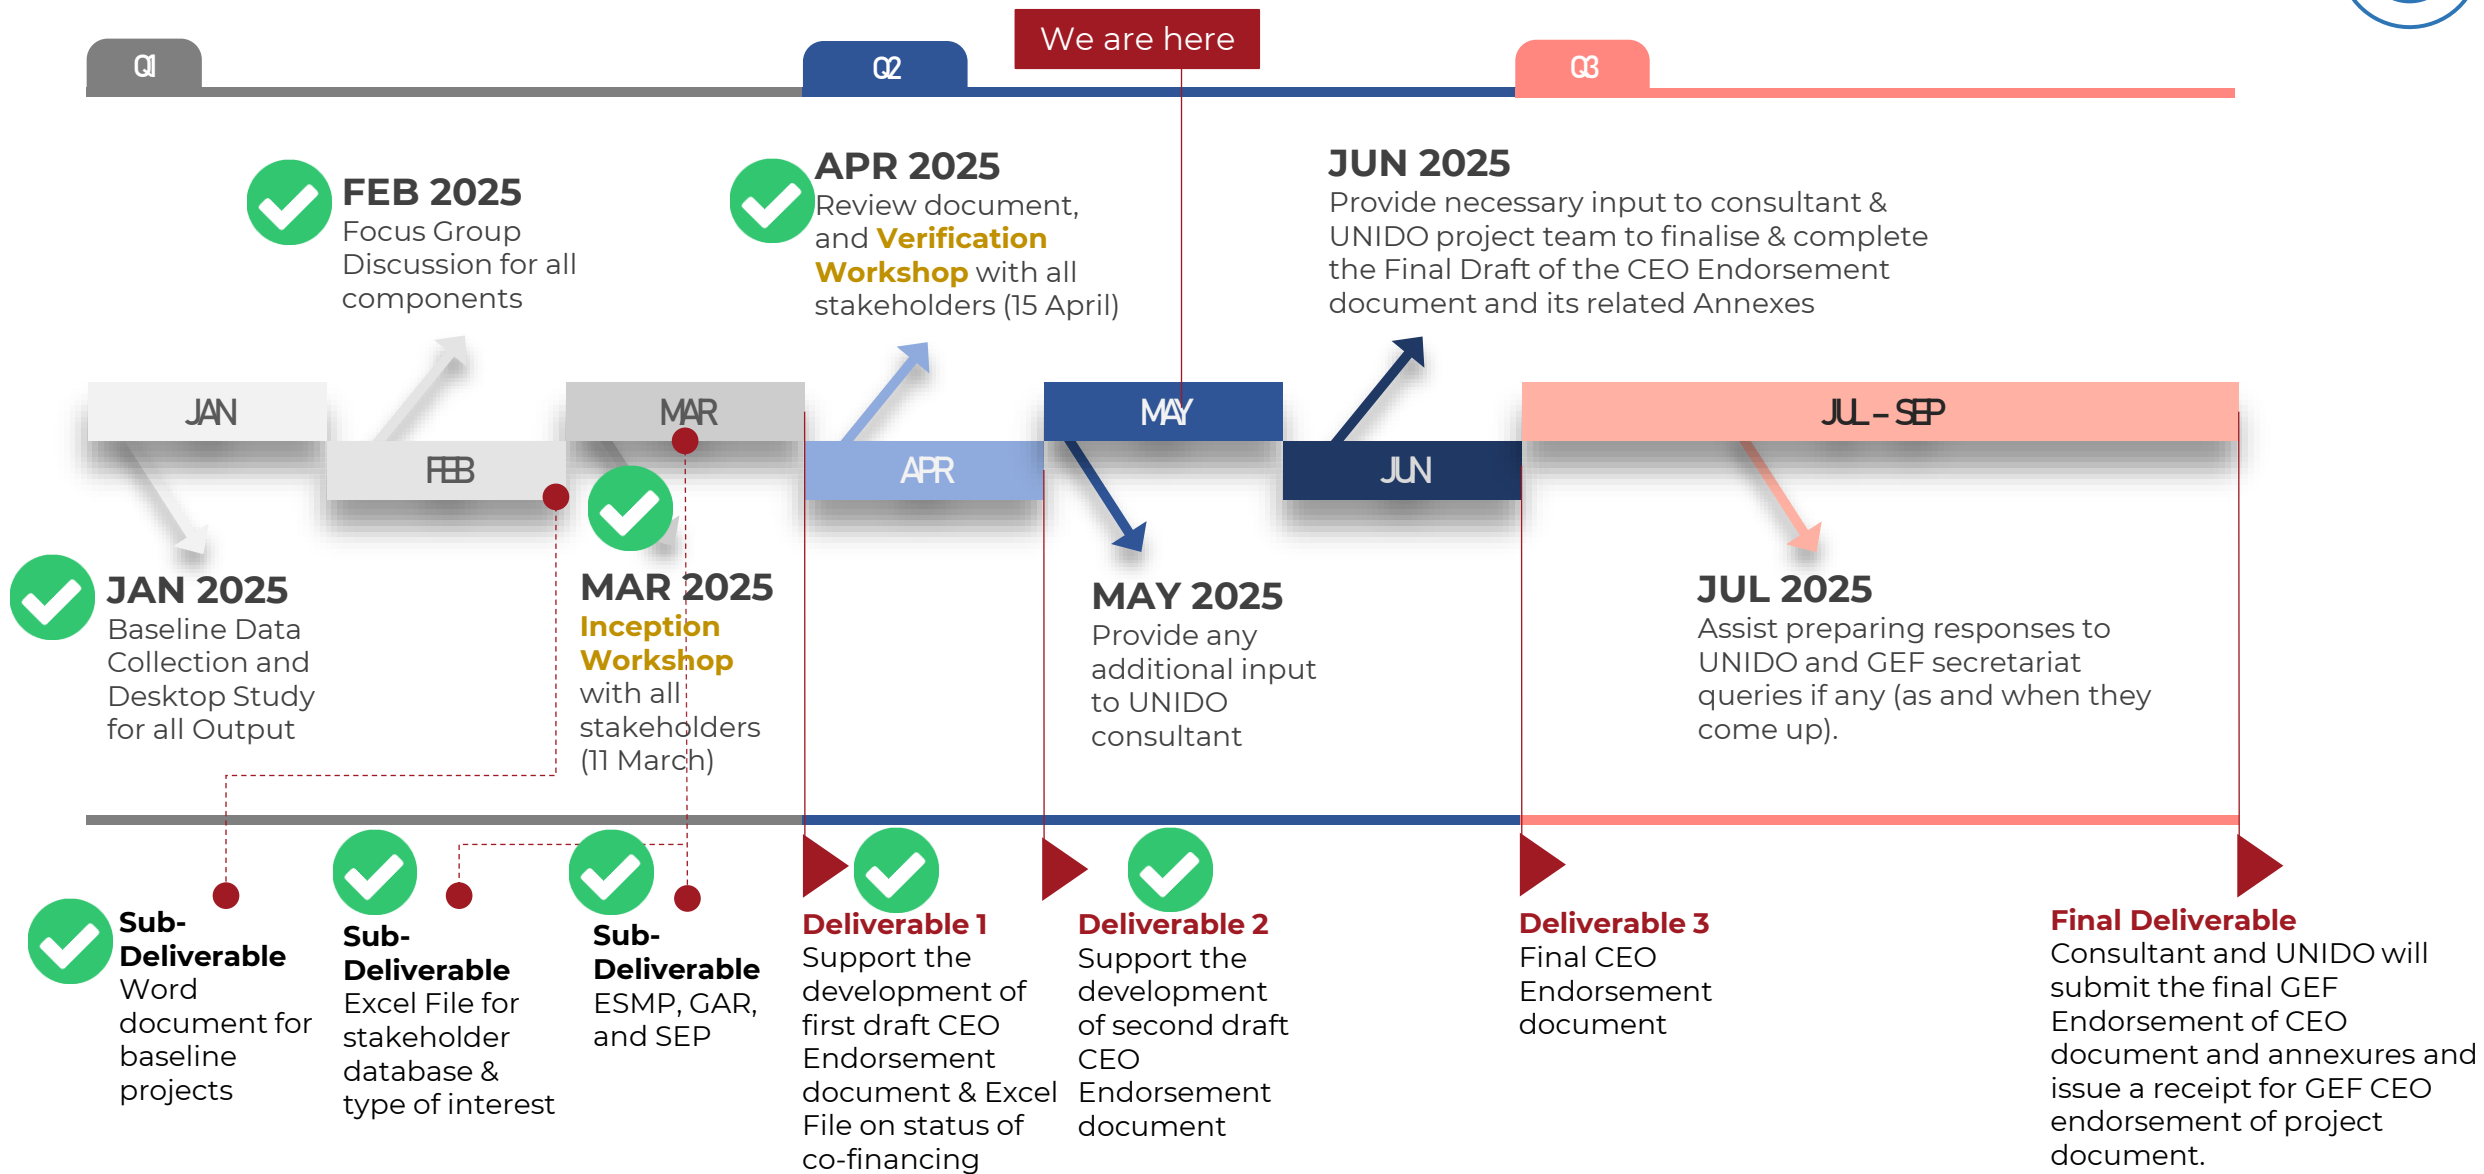 We are here
Q1
Q2
Q3
FEB 2025
Focus Group
Discussion for all
components
APR 2025
Review document,
and Verification
Workshop with all
stakeholders (15 April)
JUN 2025
Provide necessary input to consultant &
UNIDO project team to finalise & complete
the Final Draft of the CEO Endorsement
document and its related Annexes
JAN
FEB
MAR
APR
MAY
JUN
JUL – SEP
JAN 2025
Baseline Data
Collection and
Desktop Study
for all Output
MAR 2025
Inception
Workshop
with all
stakeholders
(11 March)
MAY 2025
Provide any
additional input
to UNIDO
consultant
JUL 2025
Assist preparing responses to
UNIDO and GEF secretariat
queries if any (as and when they
come up).
Sub-
Deliverable
Word
document for
baseline
projects
Sub-
Deliverable
Excel File for
stakeholder
database &
type of interest
Sub-
Deliverable
ESMP, GAR,
and SEP
Deliverable 1
Support the
development of
first draft CEO
Endorsement
document & Excel
File on status of
co-financing
Deliverable 2
Support the
development
of second draft
CEO
Endorsement
document
Deliverable 3
Final CEO
Endorsement
document
Final Deliverable
Consultant and UNIDO will
submit the final GEF
Endorsement of CEO
document and annexures and
issue a receipt for GEF CEO
endorsement of project
document.